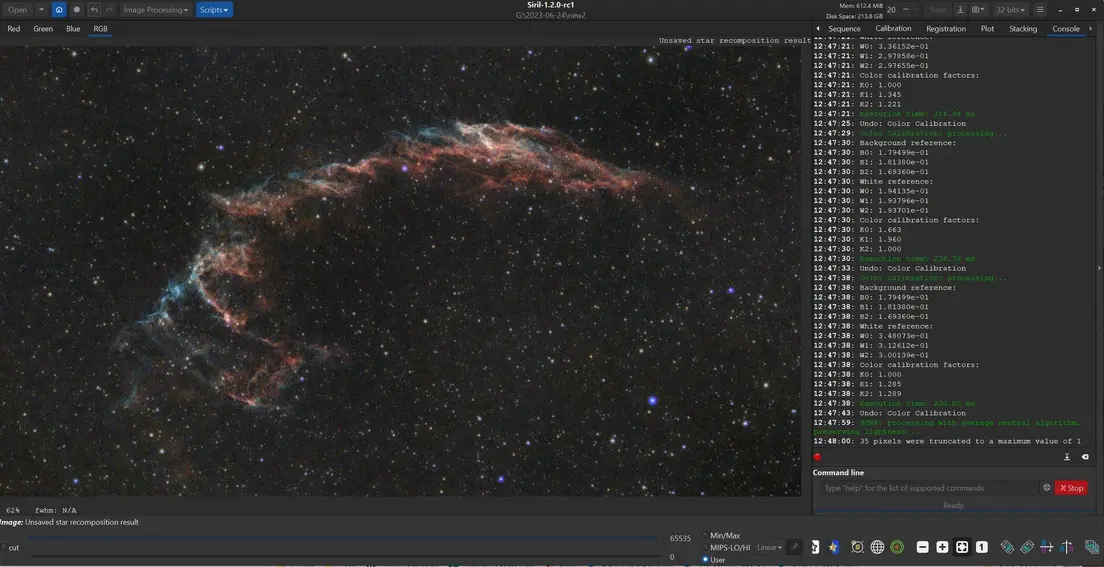 Open
Image Processing
Scripts
Siril-1.2.0-rc1
G:\2023-06-24\new2
Mem: 612.4 MiB
Disk Space: 213.8 GiB
20
Save
32 bits
Red Green Blue RGB
Sequence Calibration Registration Plot Stacking Console
Unsaved star recomposition result
12:47:21: White reference:
12:47:21: W0: 3.36152e-01
12:47:21: W1: 2.97858e-01
12:47:21: W2: 2.97655e-01
12:47:21: Color calibration factors:
12:47:21: K0: 1.000
12:47:21: K1: 1.345
12:47:21: K2: 1.221
12:47:21: Execution time: 216.94 ms
12:47:25: Undo: Color Calibration
12:47:29: Color Calibration: processing...
12:47:30: Background reference:
12:47:30: B0: 1.79499e-01
12:47:30: B1: 1.81380e-01
12:47:30: B2: 1.69360e-01
12:47:30: White reference:
12:47:30: W0: 1.94135e-01
12:47:30: W1: 1.93796e-01
12:47:30: W2: 1.93701e-01
12:47:30: Color calibration factors:
12:47:30: K0: 1.663
12:47:30: K1: 1.960
12:47:30: K2: 1.000
12:47:30: Execution time: 236.76 ms
12:47:33: Undo: Color Calibration
12:47:38: Color Calibration: processing...
12:47:38: Background reference:
12:47:38: B0: 1.79499e-01
12:47:38: B1: 1.81380e-01
12:47:38: B2: 1.69360e-01
12:47:38: White reference:
12:47:38: W0: 3.48073e-01
12:47:38: W1: 3.12612e-01
12:47:38: W2: 3.00139e-01
12:47:38: Color calibration factors:
12:47:38: K0: 1.000
12:47:38: K1: 1.285
12:47:38: K2: 1.289
12:47:38: Execution time: 230.85 ms
12:47:43: Undo: Color Calibration
12:47:59: SCNR: processing with average neutral algorithm,
preserving lightness...
12:48:00: 35 pixels were truncated to a maximum value of 1
Command line
Type "help" for the list of supported commands
Stop
Ready.
62% fwhm: N/A
Image: Unsaved star recomposition result
cut
65535
0
Min/Max
MIPS-LO/HI
User
Linear
1